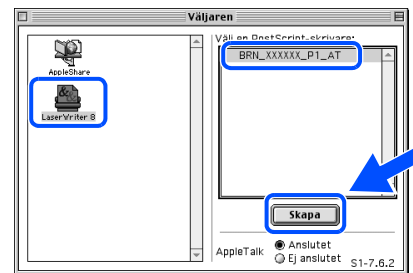 Väljaren
Välj en PostScript-skrivare:
BRN_XXXXXX_P1_AT
AppleShare
LaserWriter 8
Skapa
AppleTalk
Anslutet
Ej anslutet
S1-7.6.2